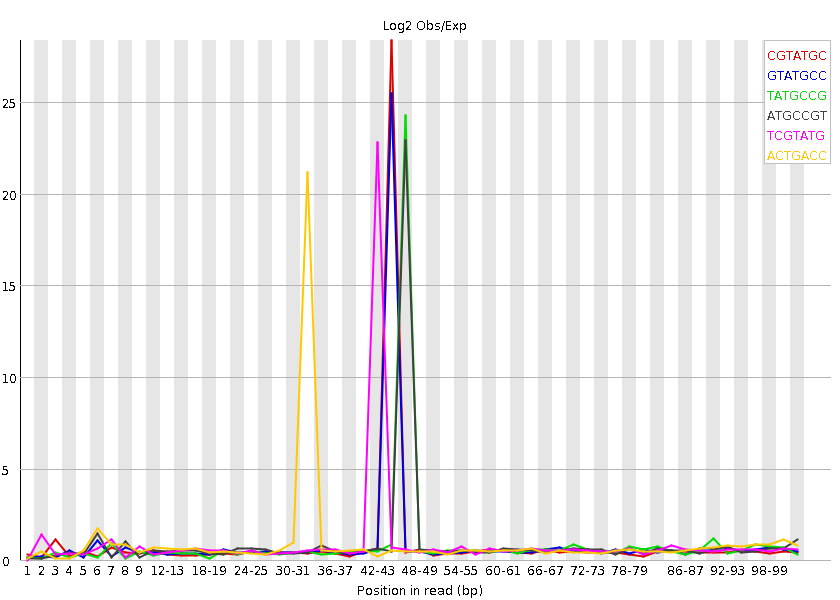 Log2 Obs/Exp
CGTATGC
GTATGCC
TATGCCG
ATGCCGT
TCGTATG
ACTGACC
25
20
15
10
5
0
1 2 3 4 5 6 7 8 9 12-13 18-19 24-25 30-31 36-37 42-43 48-49 54-55 60-61 66-67 72-73 78-79 86-87 92-93 98-99
Position in read (bp)